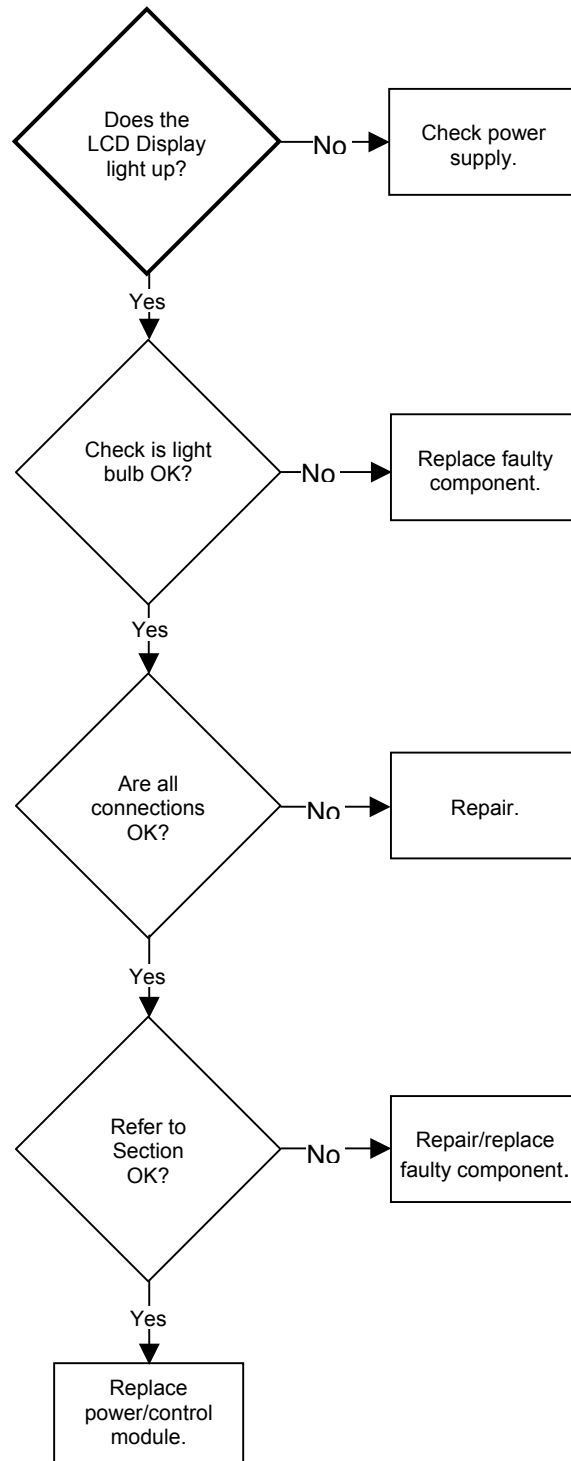 Does the
LCD Display
light up?
No
Check power
supply.
Yes
Check is light
bulb OK?
No
Replace faulty
component.
Yes
Are all
connections
OK?
No
Repair.
Yes
Refer to
Section
OK?
No
Repair/replace
faulty component.
Yes
Replace
power/control
module.